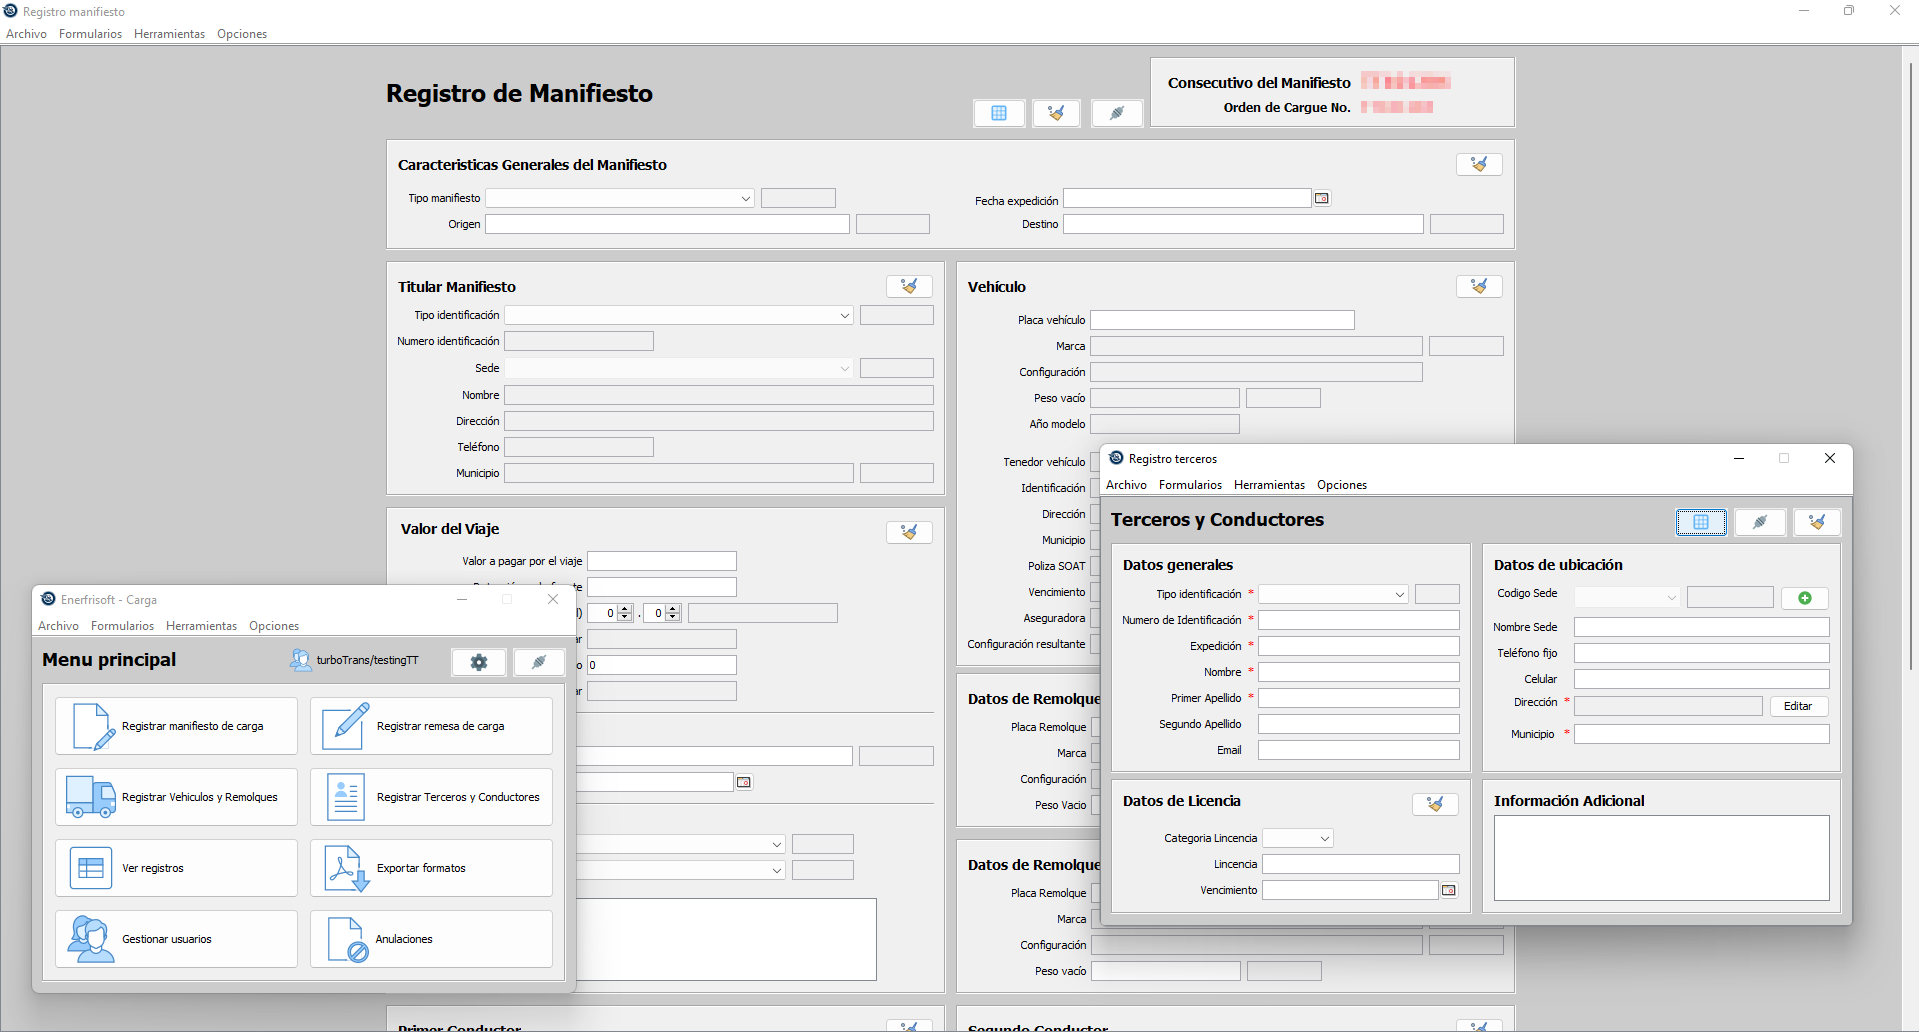 Registro manifiesto
Archivo Formularios Herramientas Opciones
Registro de Manifiesto
Consecutivo del Manifiesto
Orden de Cargue No.
Caracteristicas Generales del Manifiesto
Tipo manifiesto
Fecha expedición
Origen
Destino
Titular Manifiesto
Tipo identificación
Numero identificación
Sede
Nombre
Dirección
Teléfono
Municipio
Vehículo
Placa vehículo
Marca
Configuración
Peso vacío
Año modelo
Tenedor vehículo
Identificación
Dirección
Municipio
Poliza SOAT
Vencimiento
Aseguradora
Configuración resultante
Valor del Viaje
Valor a pagar por el viaje
0 . 0
0
Datos de Remolque
Placa Remolque
Marca
Configuración
Peso Vacio
Datos de Remolque
Placa Remolque
Marca
Configuración
Peso vacío
Primer Conductor
Segundo Conductor
Enerfrisoft - Carga
Archivo Formularios Herramientas Opciones
Menu principal
turboTrans/testingTT
Registrar manifiesto de carga
Registrar remesa de carga
Registrar Vehiculos y Remolques
Registrar Terceros y Conductores
Ver registros
Exportar formatos
Gestionar usuarios
Anulaciones
Registro terceros
Archivo Formularios Herramientas Opciones
Terceros y Conductores
Datos generales
Tipo identificación *
Numero de Identificación *
Expedición *
Nombre *
Primer Apellido *
Segundo Apellido
Email
Datos de ubicación
Codigo Sede
Nombre Sede
Teléfono fijo
Celular
Dirección *
Editar
Municipio *
Datos de Licencia
Categoria Lincencia
Lincencia
Vencimiento
Información Adicional